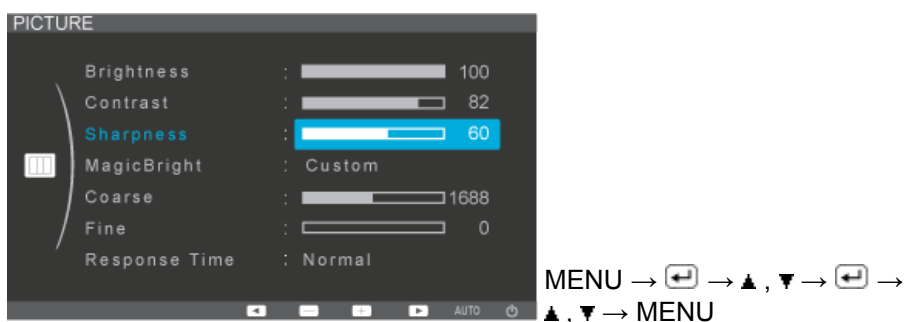 PICTURE
Brightness : 100
Contrast : 82
Sharpness : 60
MagicBright : Custom
Coarse : 1688
Fine : 0
Response Time : Normal
AUTO
MENU → ↵ → ▲ , ▼ → ↵ →
▲ , ▼ → MENU